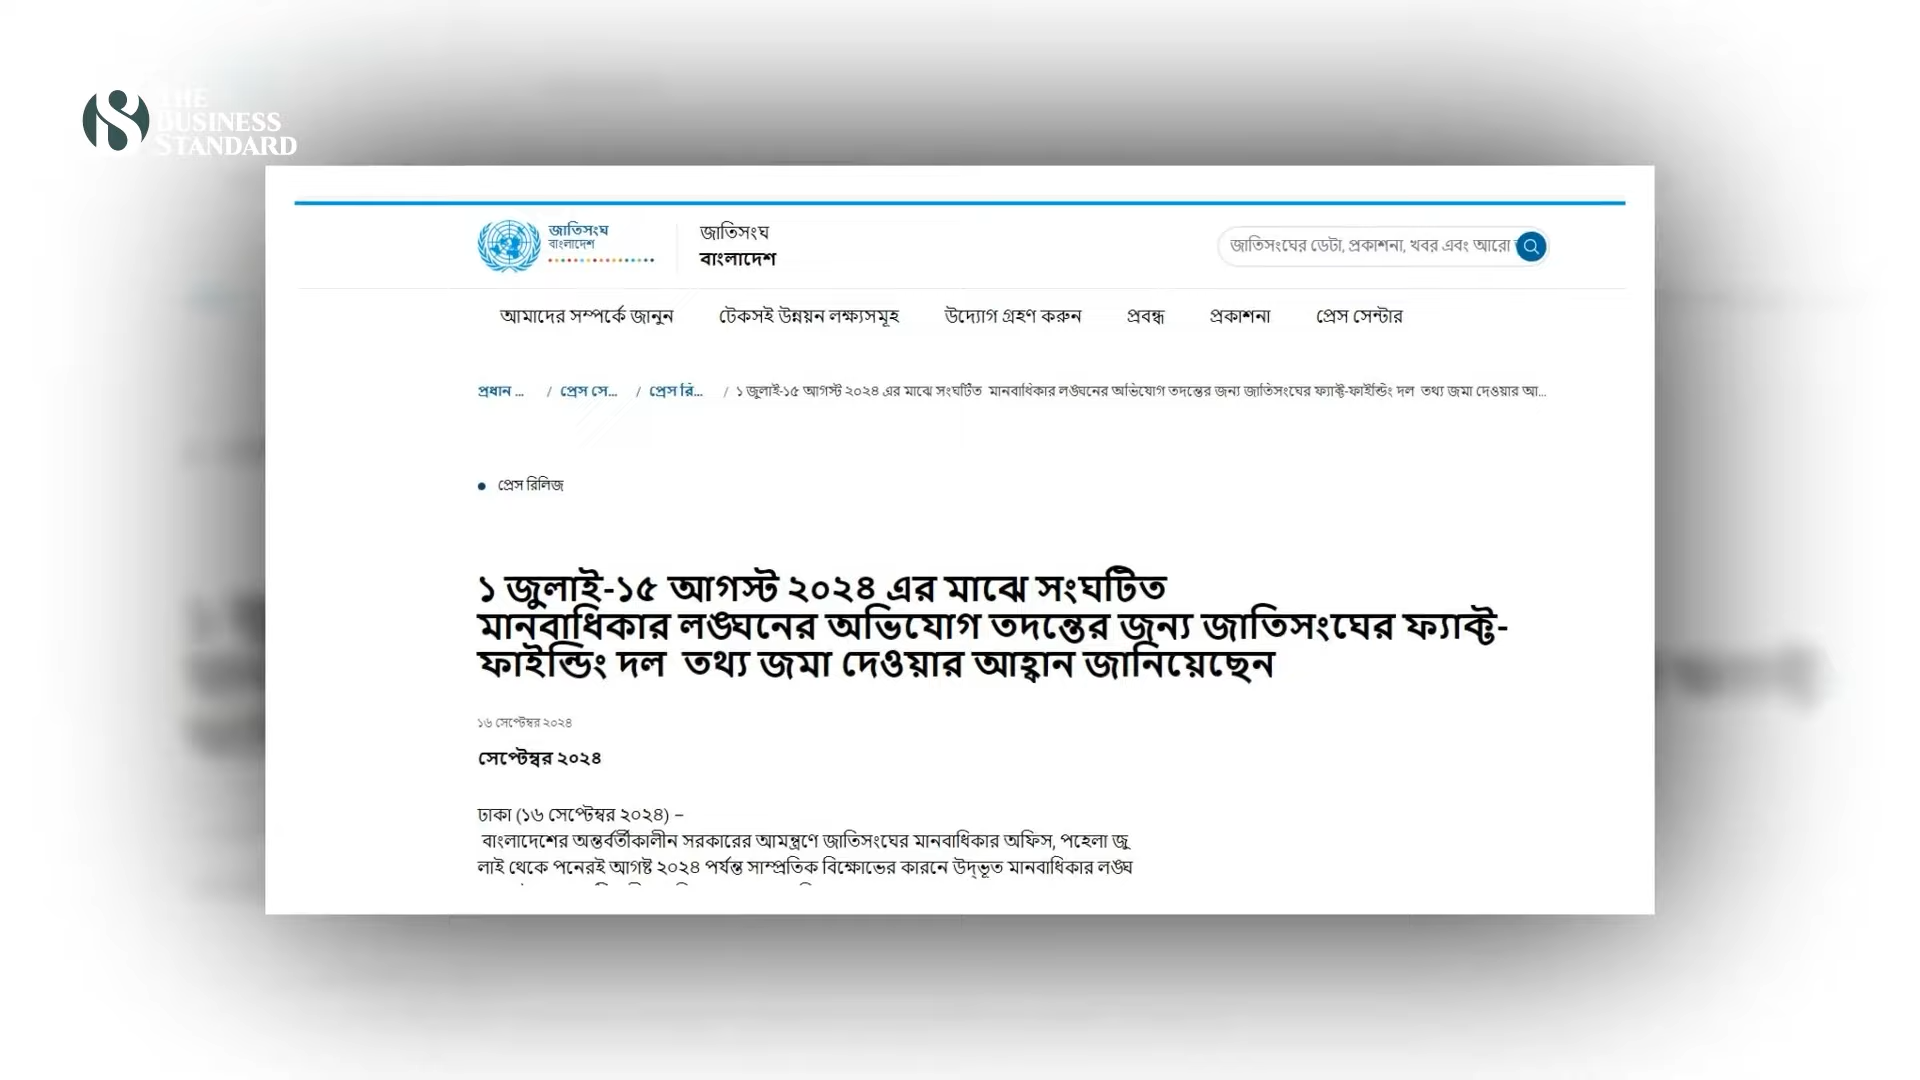 THE
BUSINESS
STANDARD
জাতিসংঘ
বাংলাদেশ
জাতিসংঘ
বাংলাদেশ
জাতিসংঘের ডেটা, প্রকাশনা, খবর এবং আরো
আমাদের সম্পর্কে জানুন টেকসই উন্নয়ন লক্ষ্যসমূহ উদ্যোগ গ্রহণ করুন প্রবন্ধ প্রকাশনা প্রেস সেন্টার
প্রধান ... / প্রেস সে... / প্রেস রি... / ১ জুলাই-১৫ আগস্ট ২০২৪ এর মাঝে সংঘটিত মানবাধিকার লঙ্ঘনের অভিযোগ তদন্তের জন্য জাতিসংঘের ফ্যাক্ট-ফাইন্ডিং দল তথ্য জমা দেওয়ার আ...
প্রেস রিলিজ
১ জুলাই-১৫ আগস্ট ২০২৪ এর মাঝে সংঘটিত
মানবাধিকার লঙ্ঘনের অভিযোগ তদন্তের জন্য জাতিসংঘের ফ্যাক্ট-
ফাইন্ডিং দল তথ্য জমা দেওয়ার আহ্বান জানিয়েছেন
১৬ সেপ্টেম্বর ২০২৪
সেপ্টেম্বর ২০২৪
ঢাকা (১৬ সেপ্টেম্বর ২০২৪) –
বাংলাদেশের অন্তর্বর্তীকালীন সরকারের আমন্ত্রণে জাতিসংঘের মানবাধিকার অফিস, পহেলা জু
লাই থেকে পনেরই আগষ্ট ২০২৪ পর্যন্ত সাম্প্রতিক বিক্ষোভের কারনে উদ্ভূত মানবাধিকার লঙ্ঘ